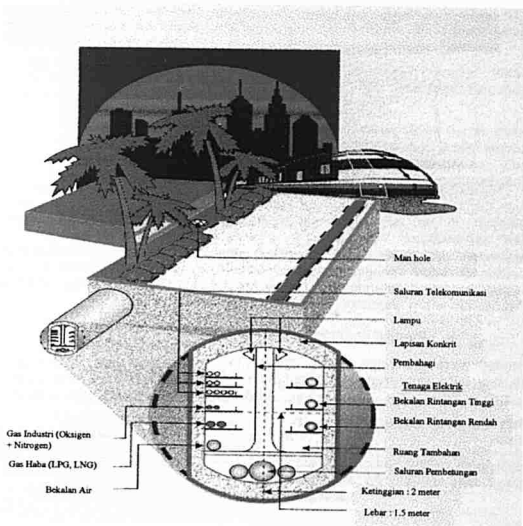 Man hole
Saluran Telekomunikasi
Lampu
Lapisan Konkrit
Pembahagi
Tenaga Elektrik
Bekalan Rintangan Tinggi
Bekalan Rintangan Rendah
Ruang Tambahan
Saluran Pembetungan
Ketinggian : 2 meter
Lebar : 1.5 meter
Gas Industri (Oksigen
+ Nitrogen)
Gas Haba (LPG, LNG)
Bekalan Air